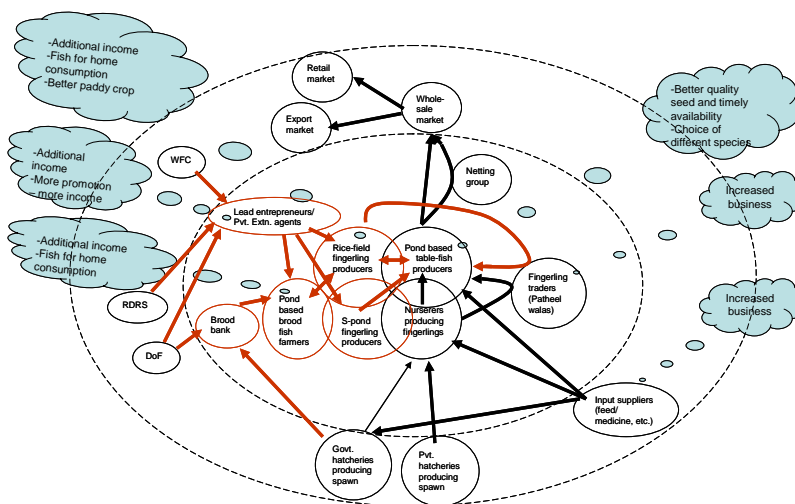 -Additional income
-Fish for home
consumption
-Better paddy crop
Retail
market
Export
market
Whole-
sale
market
-Better quality
seed and timely
availability
-Choice of
different species
-Additional
income
-More promotion
– more income
WFC
Netting
group
Increased
business
Lead entrepreneurs/
Pvt. Extn. agents
-Additional income
-Fish for home
consumption
Rice-field
fingerling
producers
Pond based
table-fish
producers
Fingerling
traders
(Patheel
walas)
RDRS
Brood
bank
Pond
based
brood
fish
farmers
S-pond
fingerling
producers
Nurserers
producing
fingerlings
Increased
business
DoF
Input suppliers
(feed/
medicine, etc.)
Govt.
hatcheries
producing
spawn
Pvt.
hatcheries
producing
spawn